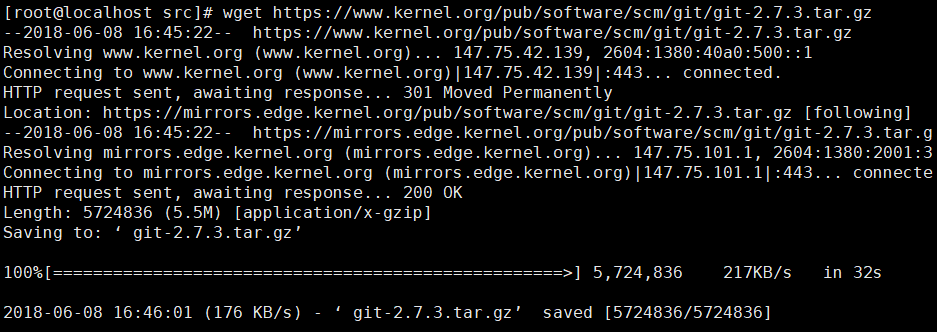 [root@localhost src]# wget https://www.kernel.org/pub/software/scm/git/git-2.7.3.tar.gz
--2018-06-08 16:45:22--  https://www.kernel.org/pub/software/scm/git/git-2.7.3.tar.gz
Resolving www.kernel.org (www.kernel.org)... 147.75.42.139, 2604:1380:40a0:500::1
Connecting to www.kernel.org (www.kernel.org)|147.75.42.139|:443... connected.
HTTP request sent, awaiting response... 301 Moved Permanently
Location: https://mirrors.edge.kernel.org/pub/software/scm/git/git-2.7.3.tar.gz [following]
--2018-06-08 16:45:22--  https://mirrors.edge.kernel.org/pub/software/scm/git/git-2.7.3.tar.g
Resolving mirrors.edge.kernel.org (mirrors.edge.kernel.org)... 147.75.101.1, 2604:1380:2001:3
Connecting to mirrors.edge.kernel.org (mirrors.edge.kernel.org)|147.75.101.1|:443... connecte
HTTP request sent, awaiting response... 200 OK
Length: 5724836 (5.5M) [application/x-gzip]
Saving to: ‘ git-2.7.3.tar.gz’
100%[===================================================>] 5,724,836    217KB/s   in 32s
2018-06-08 16:46:01 (176 KB/s) - ‘ git-2.7.3.tar.gz’  saved [5724836/5724836]